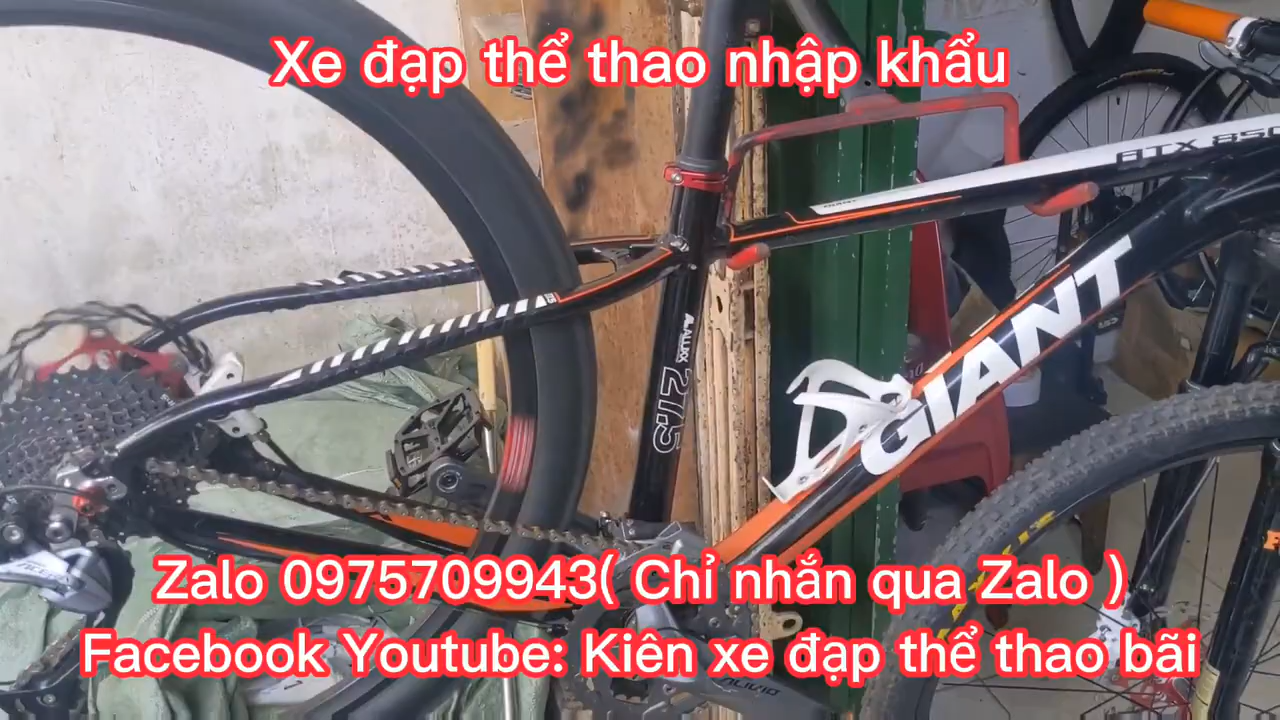 Xe đạp thể thao nhập khẩu
ATX 850
GIANT
ALUXX
27.5
Zalo 0975709943( Chỉ nhắn qua Zalo )
Facebook Youtube: Kiên xe đạp thể thao bãi
ALIVIO